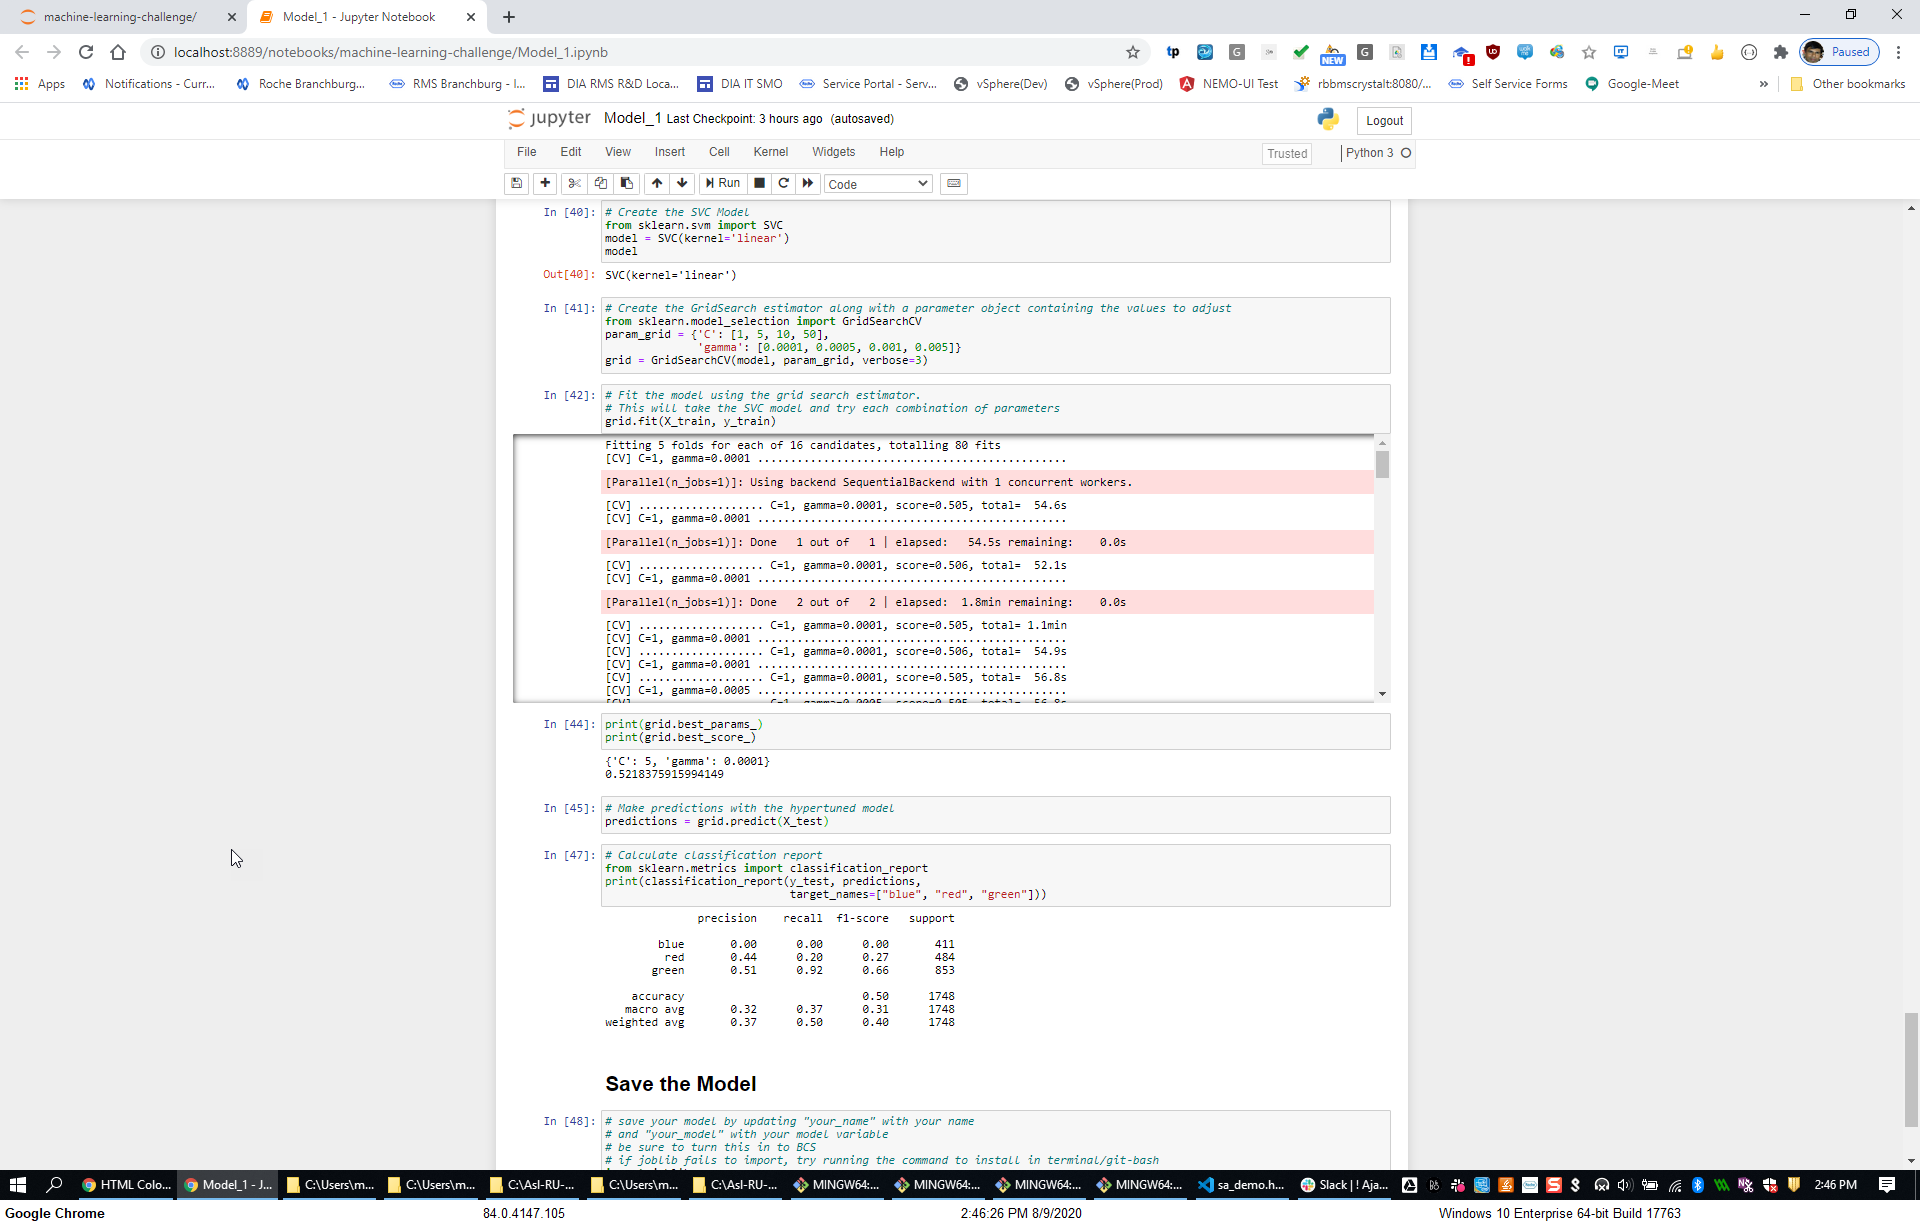 machine-learning-challenge/
Model_1 - Jupyter Notebook
localhost:8889/notebooks/machine-learning-challenge/Model_1.ipynb
tp
NEW
Paused
Apps
Notifications - Curr...
Roche Branchburg...
RMS Branchburg - I...
DIA RMS R&D Loca...
DIA IT SMO
Service Portal - Serv...
vSphere(Dev)
vSphere(Prod)
NEMO-UI Test
rbbmscrystalt:8080/...
Self Service Forms
Google-Meet
»
Other bookmarks
jupyter Model_1 Last Checkpoint: 3 hours ago (autosaved)
Logout
File Edit View Insert Cell Kernel Widgets Help
Trusted
Python 3
Run
Code
In [40]: # Create the SVC Model
from sklearn.svm import SVC
model = SVC(kernel='linear')
model
Out[40]: SVC(kernel='linear')
In [41]: # Create the GridSearch estimator along with a parameter object containing the values to adjust
from sklearn.model_selection import GridSearchCV
param_grid = {'C': [1, 5, 10, 50],
'gamma': [0.0001, 0.0005, 0.001, 0.005]}
grid = GridSearchCV(model, param_grid, verbose=3)
In [42]: # Fit the model using the grid search estimator.
# This will take the SVC model and try each combination of parameters
grid.fit(X_train, y_train)
Fitting 5 folds for each of 16 candidates, totalling 80 fits
[CV] C=1, gamma=0.0001 ...............................................
[Parallel(n_jobs=1)]: Using backend SequentialBackend with 1 concurrent workers.
[CV] ................... C=1, gamma=0.0001, score=0.505, total=  54.6s
[CV] C=1, gamma=0.0001 ...............................................
[Parallel(n_jobs=1)]: Done   1 out of   1 | elapsed:   54.5s remaining:    0.0s
[CV] ................... C=1, gamma=0.0001, score=0.506, total=  52.1s
[CV] C=1, gamma=0.0001 ...............................................
[Parallel(n_jobs=1)]: Done   2 out of   2 | elapsed:  1.8min remaining:    0.0s
[CV] ................... C=1, gamma=0.0001, score=0.505, total= 1.1min
[CV] C=1, gamma=0.0001 ...............................................
[CV] ................... C=1, gamma=0.0001, score=0.506, total=  54.9s
[CV] C=1, gamma=0.0001 ...............................................
[CV] ................... C=1, gamma=0.0001, score=0.505, total=  56.8s
[CV] C=1, gamma=0.0005 ...............................................
[CV] ................... C=1, gamma=0.0005, score=0.505, total=  56.8s
In [44]: print(grid.best_params_)
print(grid.best_score_)
{'C': 5, 'gamma': 0.0001}
0.5218375915994149
In [45]: # Make predictions with the hypertuned model
predictions = grid.predict(X_test)
In [47]: # Calculate classification report
from sklearn.metrics import classification_report
print(classification_report(y_test, predictions,
target_names=["blue", "red", "green"]))
precision    recall  f1-score   support
blue       0.00      0.00      0.00       411
red       0.44      0.20      0.27       484
green       0.51      0.92      0.66       853
accuracy                           0.50      1748
macro avg       0.32      0.37      0.31      1748
weighted avg       0.37      0.50      0.40      1748
Save the Model
In [48]: # save your model by updating "your_name" with your name
# and "your_model" with your model variable
# be sure to turn this in to BCS
# if joblib fails to import, try running the command to install in terminal/git-bash
HTML Colo...
Model_1 - J...
C:\Users\m...
C:\Users\m...
C:\Asl-RU-...
C:\Users\m...
C:\Asl-RU-...
MINGW64:...
MINGW64:...
MINGW64:...
MINGW64:...
sa_demo.h...
Slack | ! Aja...
2:46 PM
Google Chrome
84.0.4147.105
2:46:26 PM 8/9/2020
Windows 10 Enterprise 64-bit Build 17763